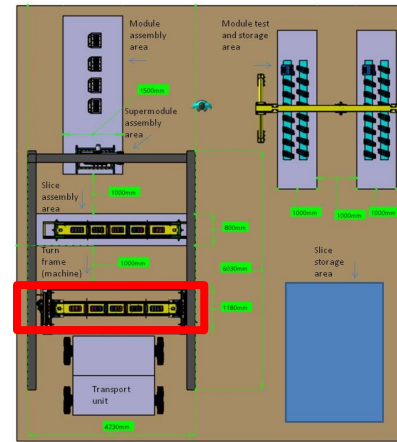 Module
assembly
area
Module test
and storage
area
1500mm
Supermodule
assembly
area
Slice
assembly
area
1000mm
1000mm
1000mm
1000mm
800mm
Turn
frame
(machine)
1000mm
6030mm
Slice
storage
area
1180mm
Transport
unit
4230mm